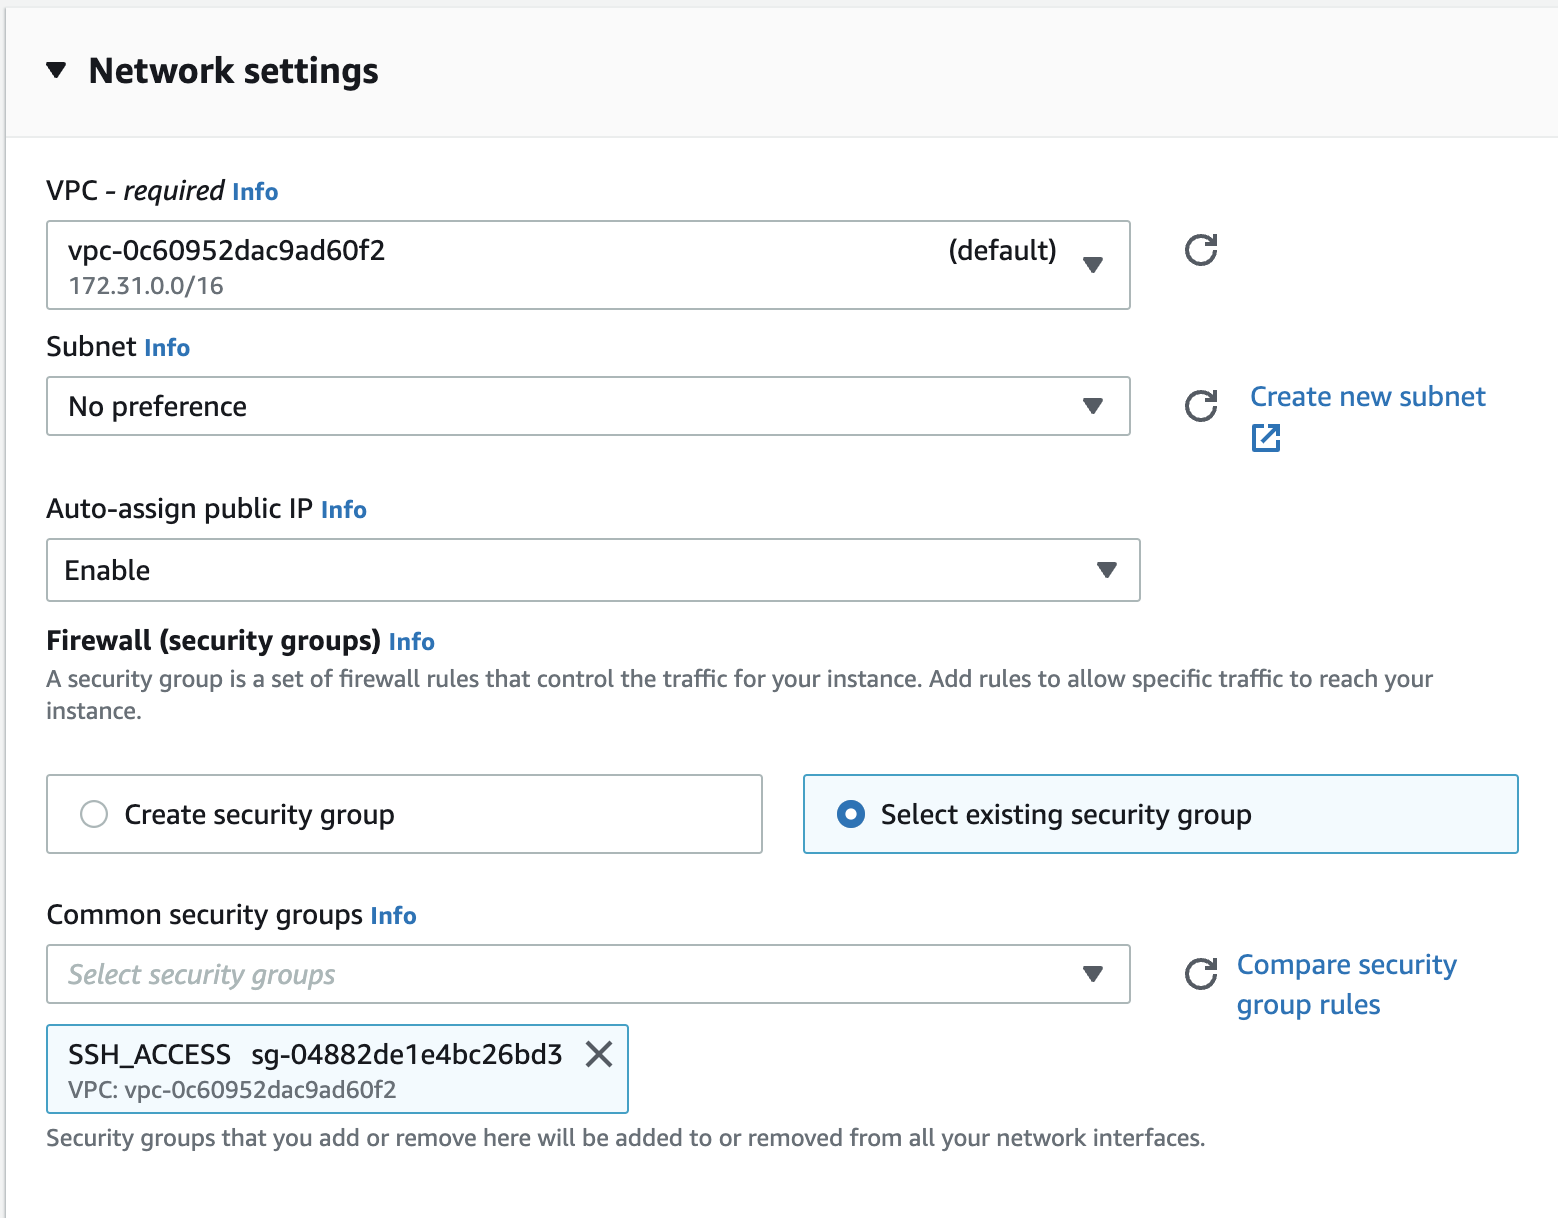 Network settings
VPC - required Info
vpc-0c60952dac9ad60f2 (default)
172.31.0.0/16
Subnet Info
No preference
Create new subnet
Auto-assign public IP Info
Enable
Firewall (security groups) Info
A security group is a set of firewall rules that control the traffic for your instance. Add rules to allow specific traffic to reach your
instance.
Create security group
Select existing security group
Common security groups Info
Select security groups
Compare security
group rules
SSH_ACCESS sg-04882de1e4bc26bd3
VPC: vpc-0c60952dac9ad60f2
Security groups that you add or remove here will be added to or removed from all your network interfaces.